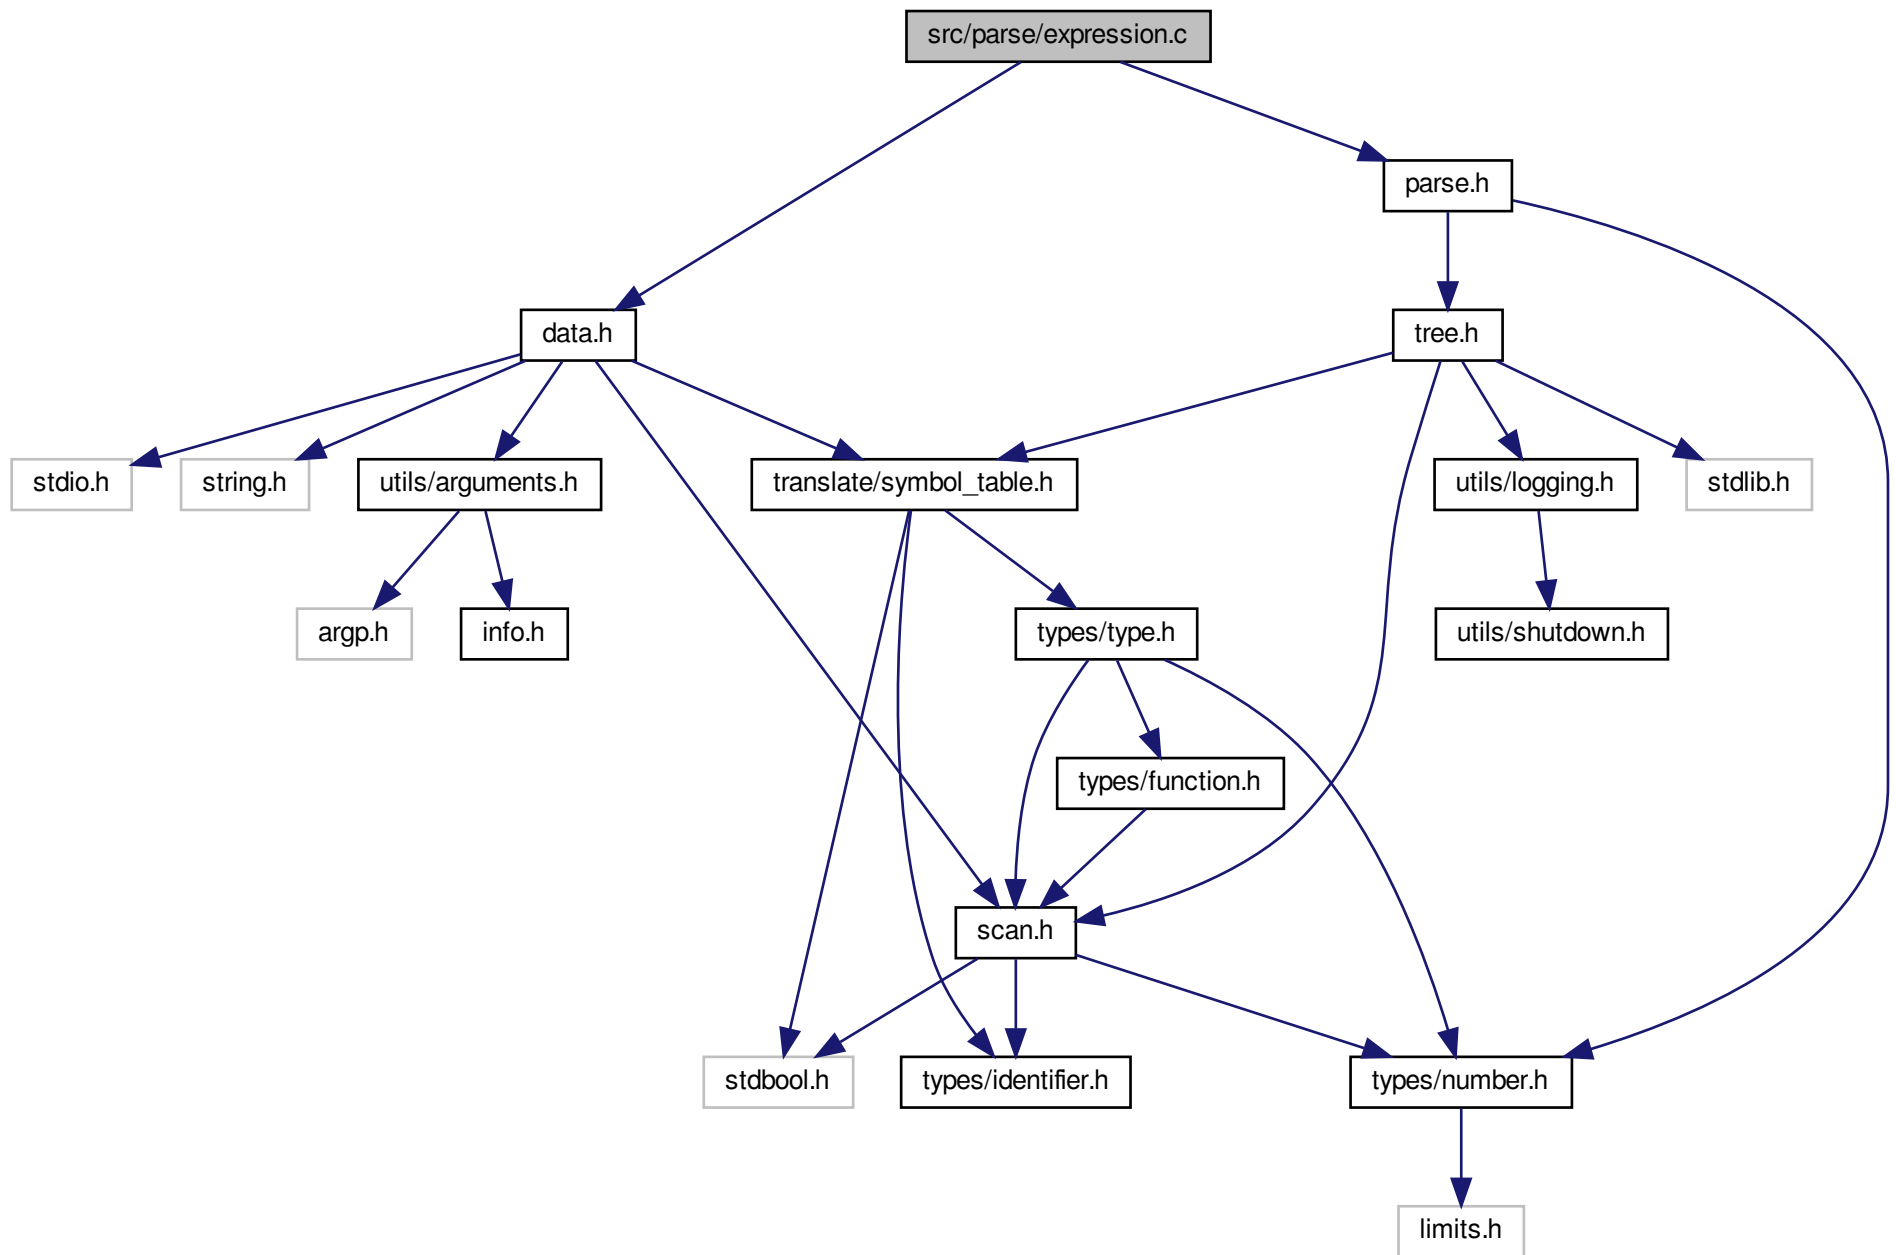 src/parse/expression.c
parse.h
data.h
tree.h
stdio.h
string.h
utils/arguments.h
translate/symbol_table.h
utils/logging.h
stdlib.h
argp.h
info.h
types/type.h
utils/shutdown.h
types/function.h
scan.h
stdbool.h
types/identifier.h
types/number.h
limits.h